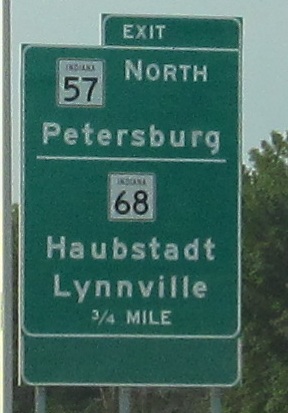 EXIT
INDIANA
57 NORTH
Petersburg
INDIANA
68
Haubstadt
Lynnville
3/4 MILE